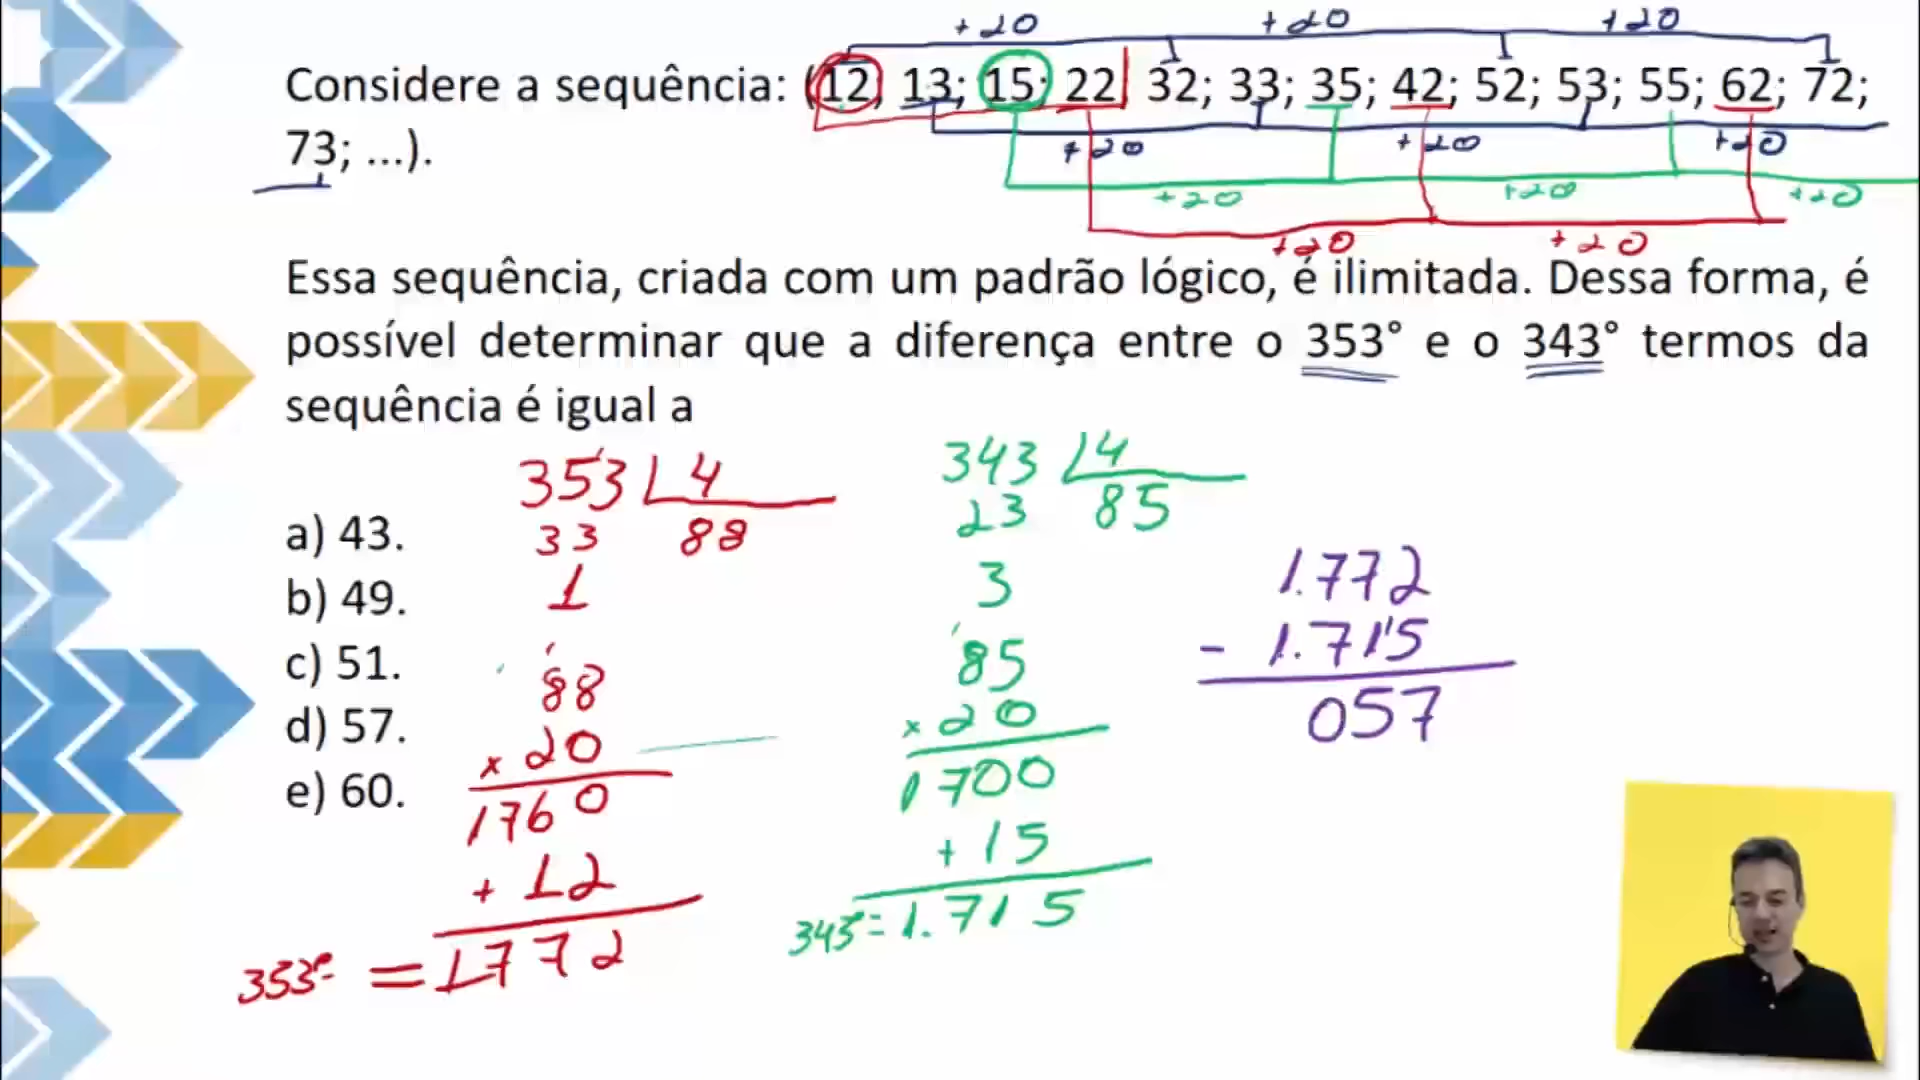 +20 +20 +20
Considere a sequência: (12, 13; 15; 22 32; 33; 35; 42; 52; 53; 55; 62; 72;
+20 +20 +20
73; ...).
+20 +20 +20
+20 +20
Essa sequência, criada com um padrão lógico, é ilimitada. Dessa forma, é
possível determinar que a diferença entre o 353° e o 343° termos da
sequência é igual a
353 4
33 88
1
88
x 20
1760
+ 12
353º = 1772
343 4
23 85
3
85
x 20
1700
+ 15
343º = 1.715
1.772
- 1.715
057
a) 43.
b) 49.
c) 51.
d) 57.
e) 60.